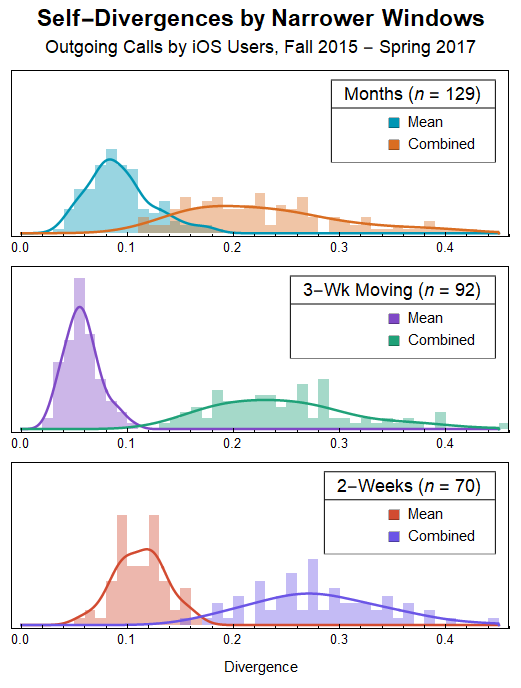 Self−Divergences by Narrower Windows
Outgoing Calls by iOS Users, Fall 2015 − Spring 2017
Months (n = 129)
Mean
Combined
0.0 0.1 0.2 0.3 0.4
3−Wk Moving (n = 92)
Mean
Combined
0.0 0.1 0.2 0.3 0.4
2−Weeks (n = 70)
Mean
Combined
0.0 0.1 0.2 0.3 0.4
Divergence